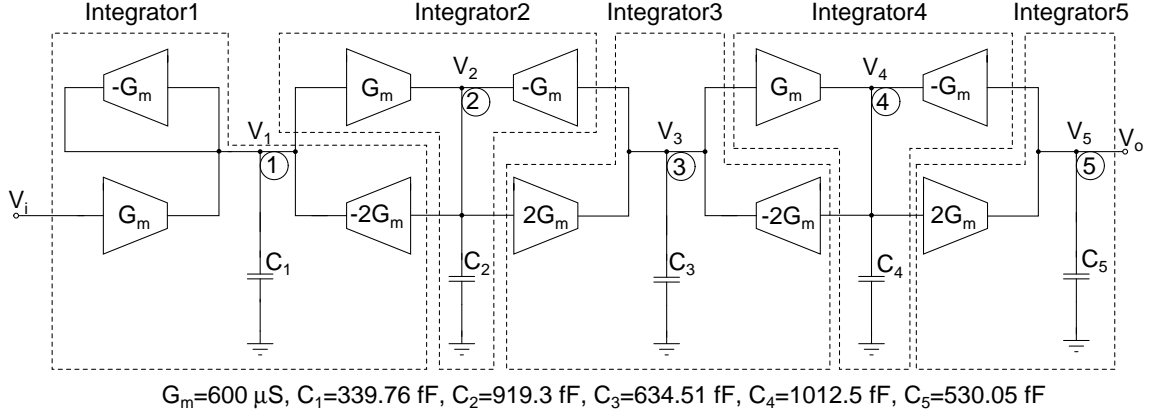 Integrator1 Integrator2 Integrator3 Integrator4 Integrator5
-Gₘ Gₘ V₂ -Gₘ Gₘ V₄ -Gₘ
2 4
V₁ V₃ V₅ Vₒ
1 3 5
Vᵢ Gₘ -2Gₘ 2Gₘ -2Gₘ 2Gₘ
C₁ C₂ C₃ C₄ C₅
Gₘ=600 μS, C₁=339.76 fF, C₂=919.3 fF, C₃=634.51 fF, C₄=1012.5 fF, C₅=530.05 fF